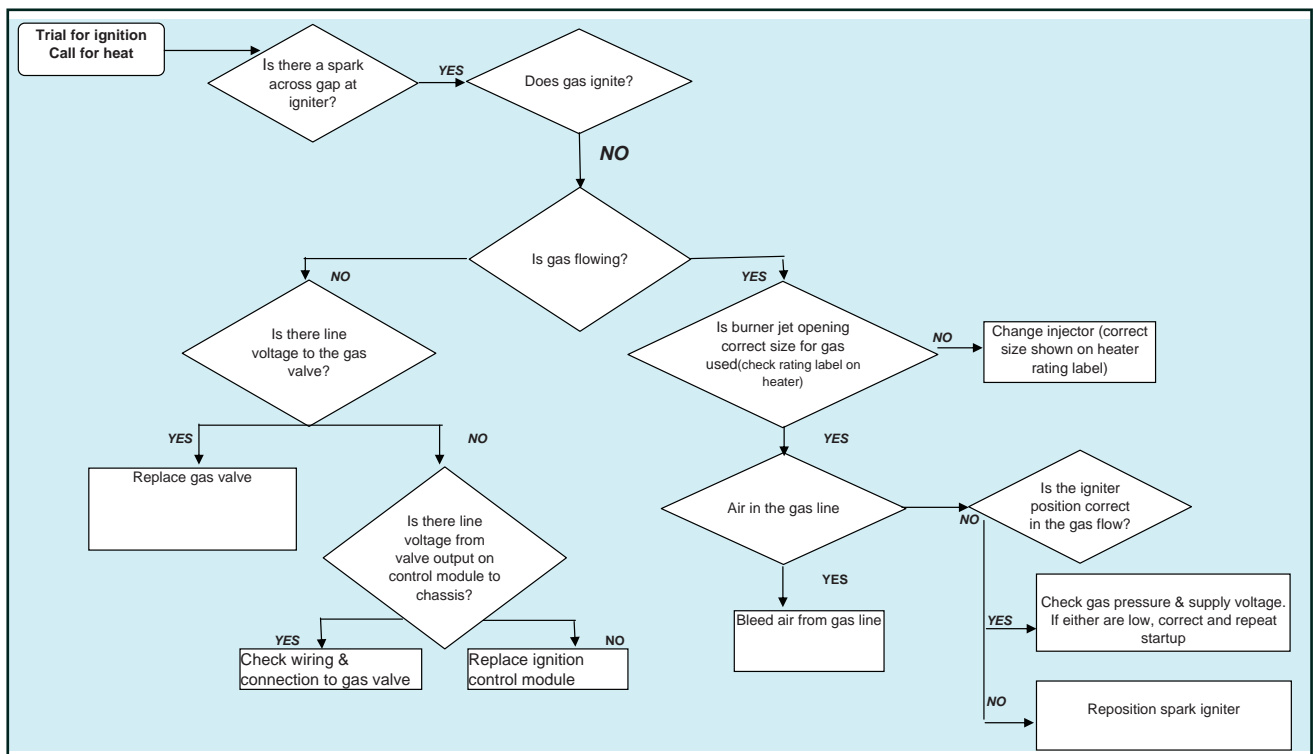 Trial for ignition
Call for heat
Is there a spark
across gap at
igniter?
YES
Does gas ignite?
NO
Is gas flowing?
NO
YES
Is there line
voltage to the gas
valve?
Is burner jet opening
correct size for gas
used(check rating label on
heater)
NO
Change injector (correct
size shown on heater
rating label)
YES
NO
YES
Replace gas valve
Is there line
voltage from
valve output on
control module to
chassis?
Air in the gas line
NO
Is the igniter
position correct
in the gas flow?
YES
Bleed air from gas line
YES
Check gas pressure & supply voltage.
If either are low, correct and repeat
startup
YES
Check wiring &
connection to gas valve
NO
Replace ignition
control module
NO
Reposition spark igniter